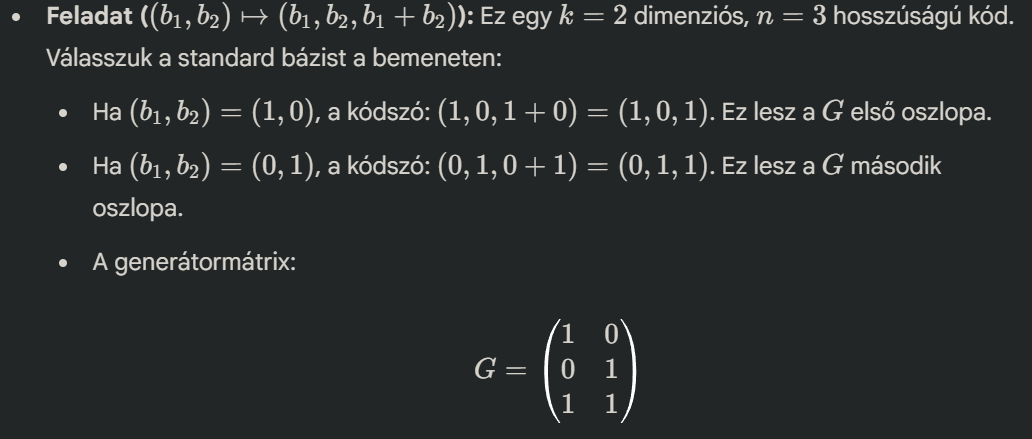 • Feladat ((b₁, b₂) ↦ (b₁, b₂, b₁ + b₂)): Ez egy k = 2 dimenziós, n = 3 hosszúságú kód.
Válasszuk a standard bázist a bemeneten:
• Ha (b₁, b₂) = (1, 0), a kódszó: (1, 0, 1 + 0) = (1, 0, 1). Ez lesz a G első oszlopa.
• Ha (b₁, b₂) = (0, 1), a kódszó: (0, 1, 0 + 1) = (0, 1, 1). Ez lesz a G második
oszlopa.
• A generátormátrix:
1 0
G = 0 1
1 1